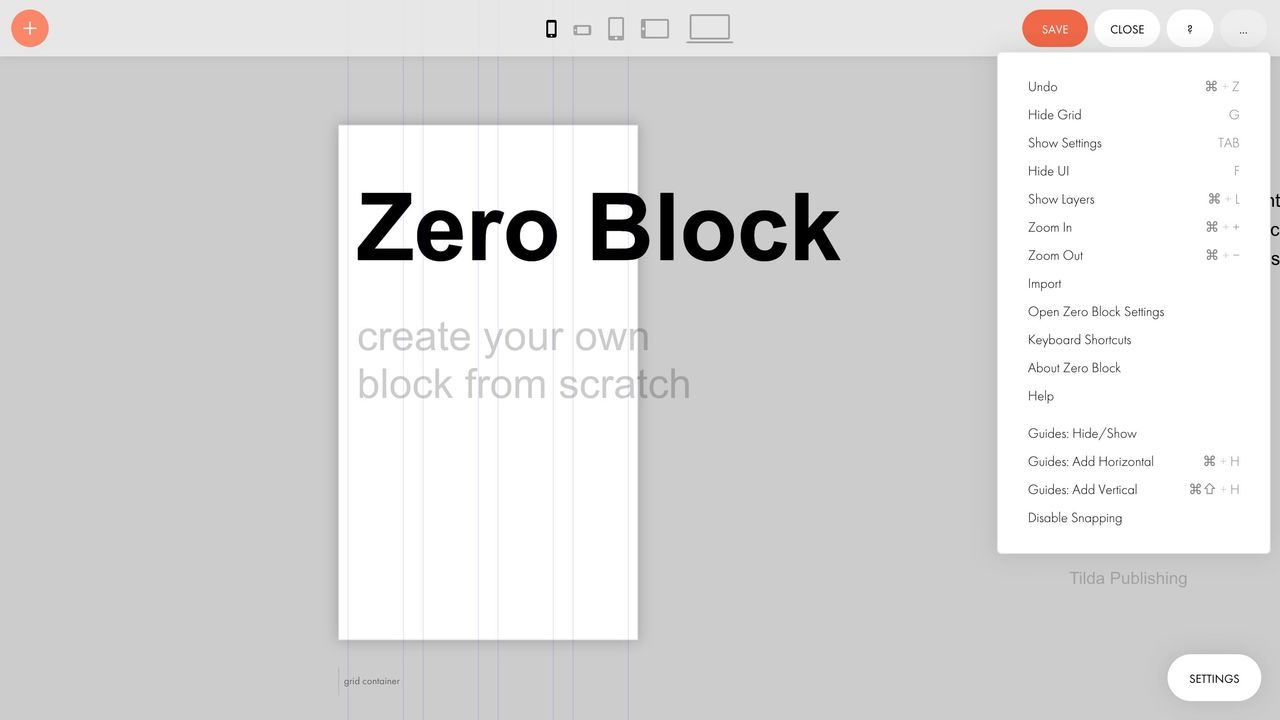 SAVE
CLOSE
?
...
Undo ⌘ + Z
Hide Grid G
Show Settings TAB
Hide UI F
Show Layers ⌘ + L
Zoom In ⌘ + +
Zoom Out ⌘ + −
Import
Open Zero Block Settings
Keyboard Shortcuts
About Zero Block
Help
Guides: Hide/Show
Guides: Add Horizontal ⌘ + H
Guides: Add Vertical ⌘⇧ + H
Disable Snapping
Zero Block
create your own
block from scratch
Tilda Publishing
grid container
SETTINGS